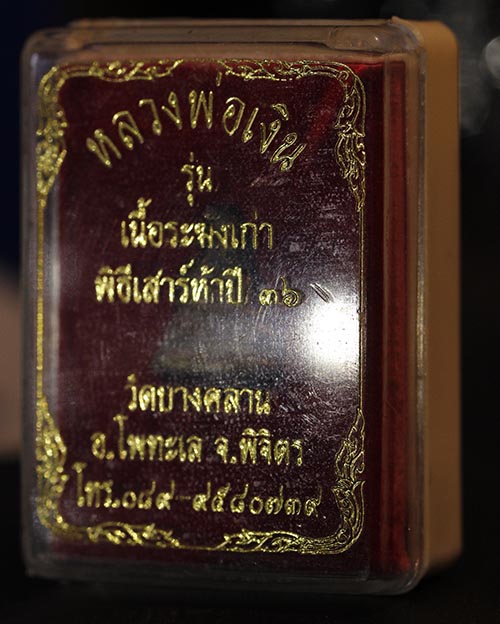 หลวงพ่อเงิน
รุ่น
เนื้อระฆังเก่า
พิธีเสาร์ห้าปี ๓๖
วัดบางคลาน
อ.โพทะเล จ.พิจิตร
โทร.๐๘๙-๙๕๘๐๗๓๙